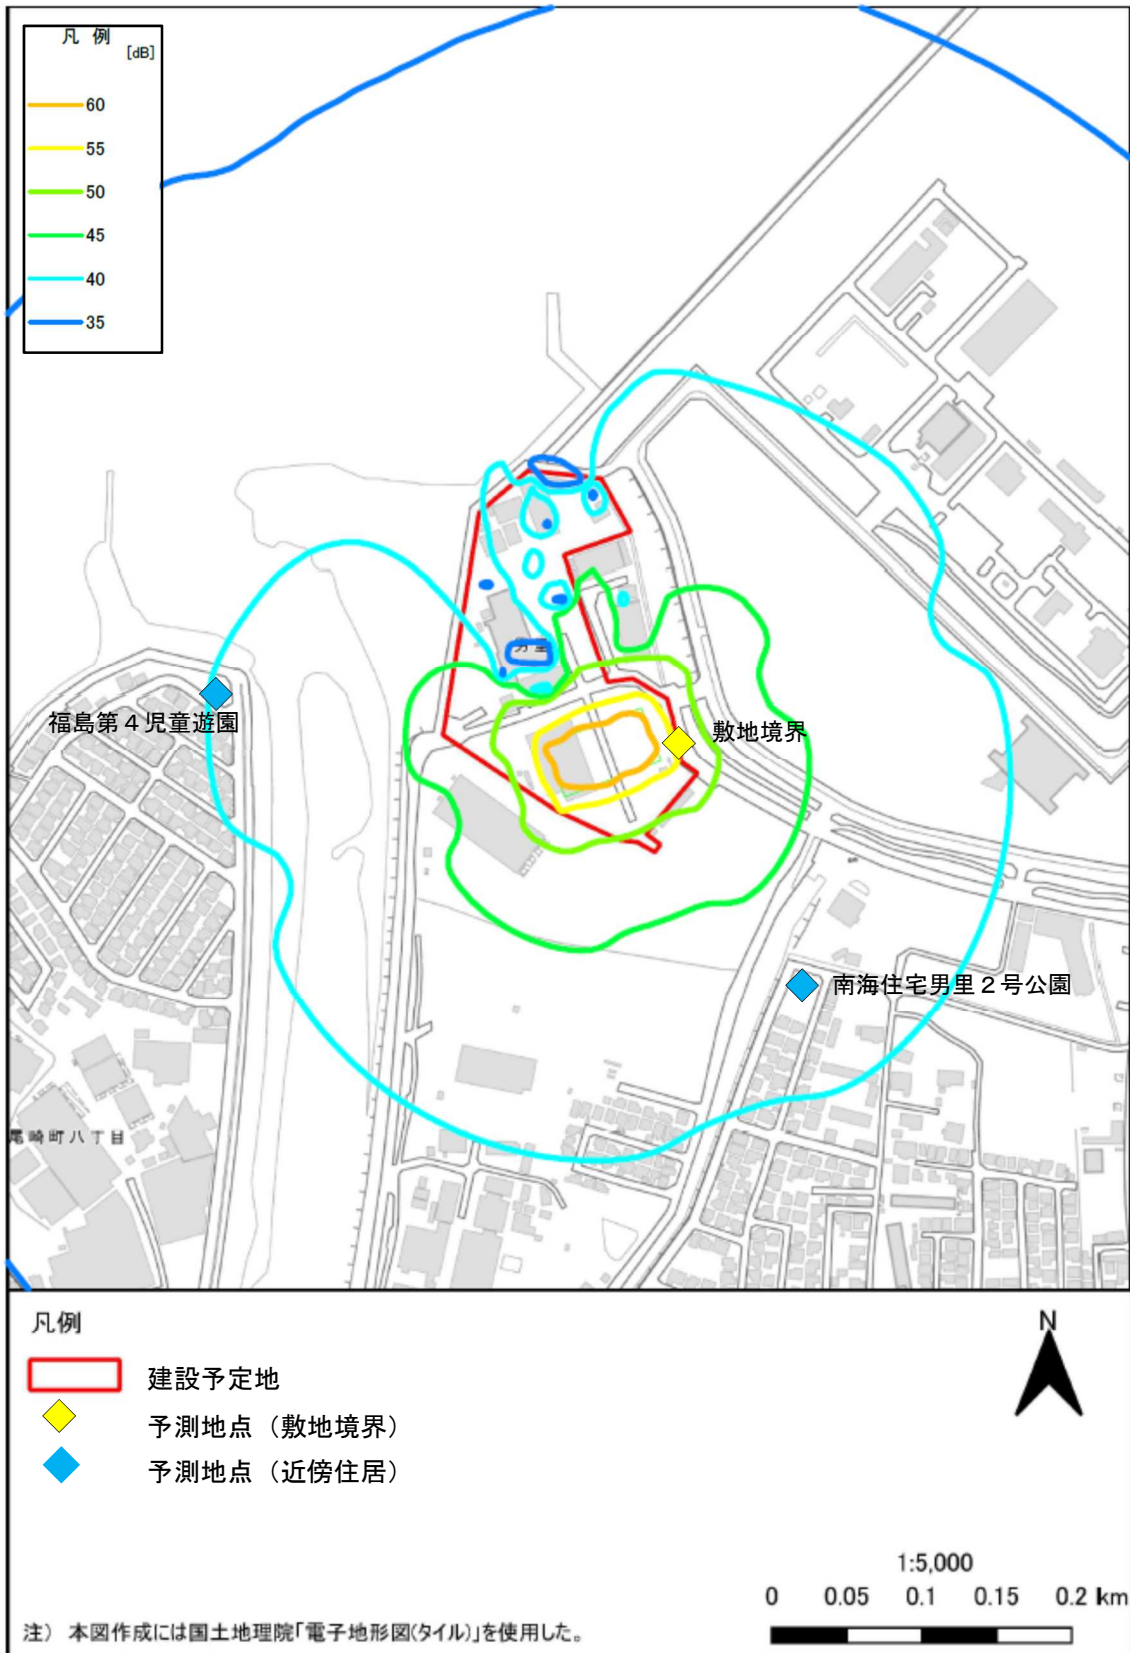 凡 例
[dB]
60
55
50
45
40
35
男里
福島第４児童遊園
敷地境界
南海住宅男里２号公園
尾崎町八丁目
凡例
N
建設予定地
予測地点（敷地境界）
予測地点（近傍住居）
1:5,000
0 0.05 0.1 0.15 0.2 km
注） 本図作成には国土地理院「電子地形図(タイル)」を使用した。